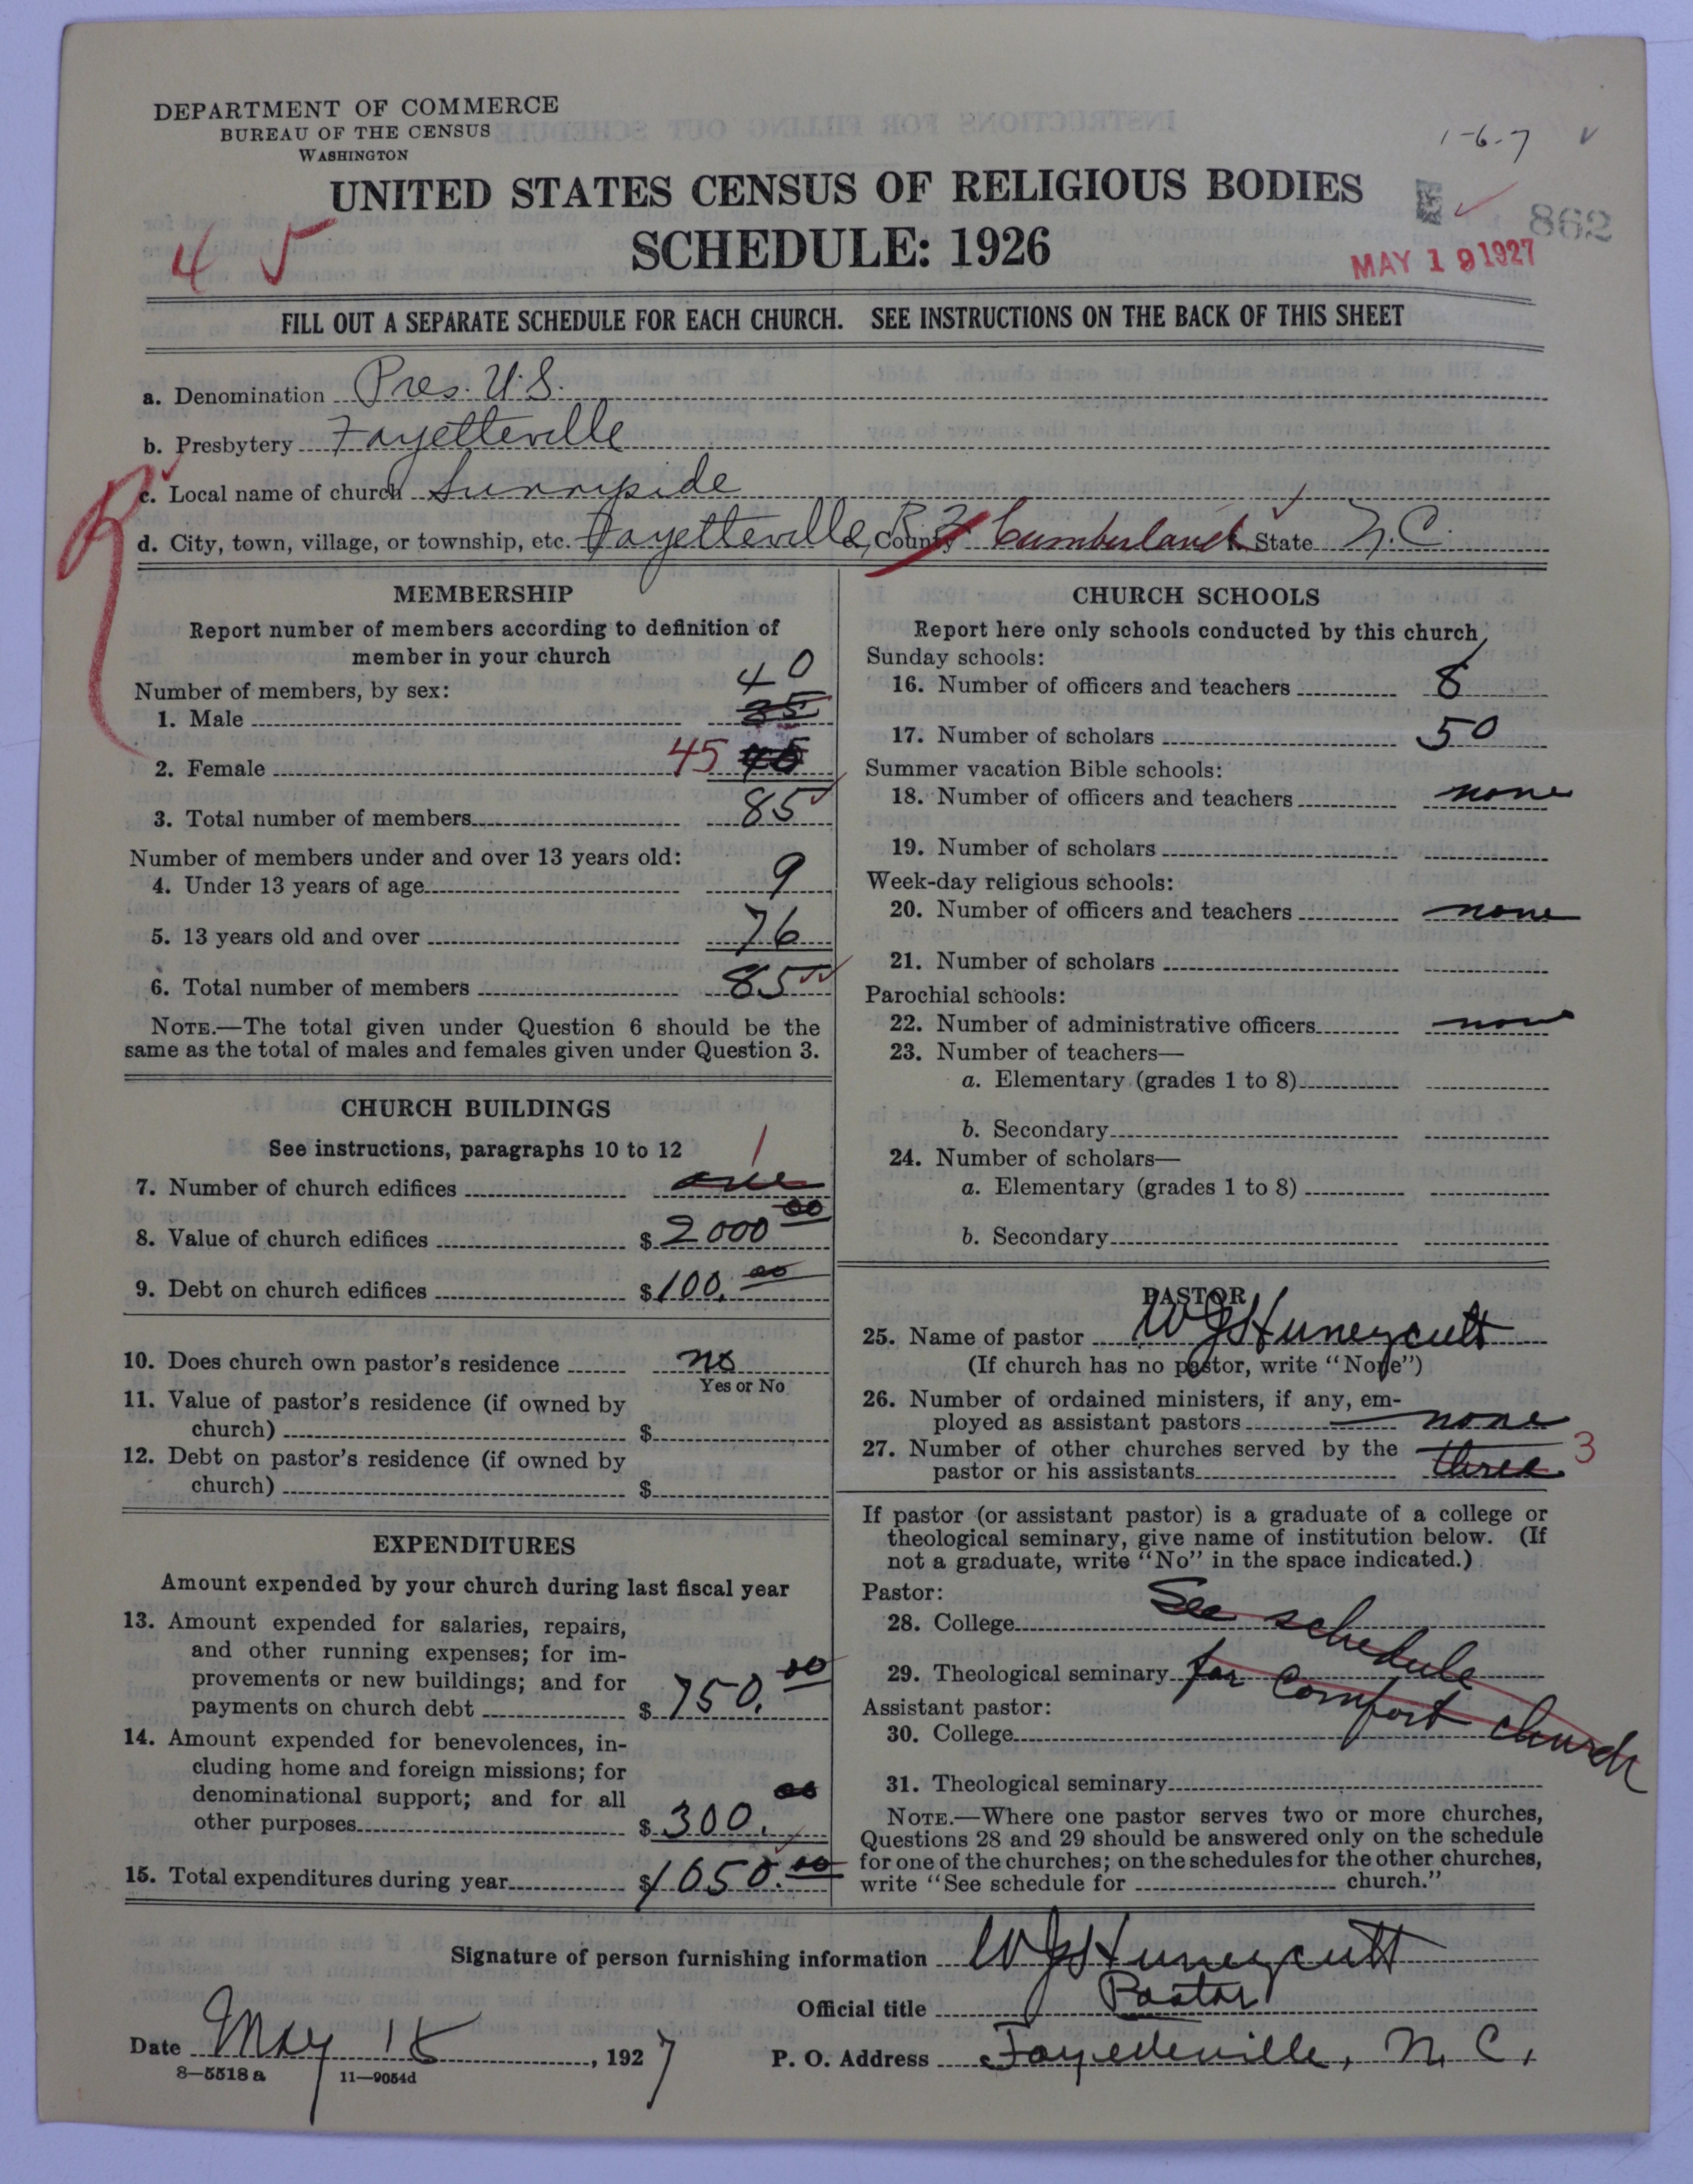 DEPARTMENT OF COMMERCE
BUREAU OF THE CENSUS
WASHINGTON
1-6-7
UNITED STATES CENSUS OF RELIGIOUS BODIES
SCHEDULE: 1926
4 5
862
MAY 19 1927
FILL OUT A SEPARATE SCHEDULE FOR EACH CHURCH. SEE INSTRUCTIONS ON THE BACK OF THIS SHEET
a. Denomination Pres. U.S.
b. Presbytery Fayetteville
c. Local name of church Sunnyside
d. City, town, village, or township, etc. Fayetteville, R. County Cumberland State N.C.
MEMBERSHIP
Report number of members according to definition of
member in your church
Number of members, by sex:
40
1. Male 35
2. Female 45
3. Total number of members 85
Number of members under and over 13 years old:
4. Under 13 years of age 9
5. 13 years old and over 76
6. Total number of members 85
NOTE.—The total given under Question 6 should be the
same as the total of males and females given under Question 3.
CHURCH BUILDINGS
See instructions, paragraphs 10 to 12
1
7. Number of church edifices one
8. Value of church edifices $2000 00
9. Debt on church edifices $100. 00
10. Does church own pastor's residence no
Yes or No
11. Value of pastor's residence (if owned by
church) $
12. Debt on pastor's residence (if owned by
church) $
EXPENDITURES
Amount expended by your church during last fiscal year
13. Amount expended for salaries, repairs,
and other running expenses; for im-
provements or new buildings; and for
payments on church debt $750. 00
14. Amount expended for benevolences, in-
cluding home and foreign missions; for
denominational support; and for all
other purposes $300. 00
15. Total expenditures during year $1050. 00
CHURCH SCHOOLS
Report here only schools conducted by this church
Sunday schools:
16. Number of officers and teachers 8
17. Number of scholars 50
Summer vacation Bible schools:
18. Number of officers and teachers none
19. Number of scholars
Week-day religious schools:
20. Number of officers and teachers none
21. Number of scholars
Parochial schools:
22. Number of administrative officers none
23. Number of teachers—
a. Elementary (grades 1 to 8)
b. Secondary
24. Number of scholars—
a. Elementary (grades 1 to 8)
b. Secondary
PASTOR
25. Name of pastor W J Huneycutt
(If church has no pastor, write "None")
26. Number of ordained ministers, if any, em-
ployed as assistant pastors none
27. Number of other churches served by the
pastor or his assistants three 3
If pastor (or assistant pastor) is a graduate of a college or
theological seminary, give name of institution below. (If
not a graduate, write "No" in the space indicated.)
Pastor:
28. College See schedule
29. Theological seminary for Comfort church
Assistant pastor:
30. College
31. Theological seminary
NOTE.—Where one pastor serves two or more churches,
Questions 28 and 29 should be answered only on the schedule
for one of the churches; on the schedules for the other churches,
write "See schedule for church."
Signature of person furnishing information W J Huneycutt
Official title Pastor
Date May 18, 1927
P. O. Address Fayetteville, N. C.
8—5518a 11—9054d